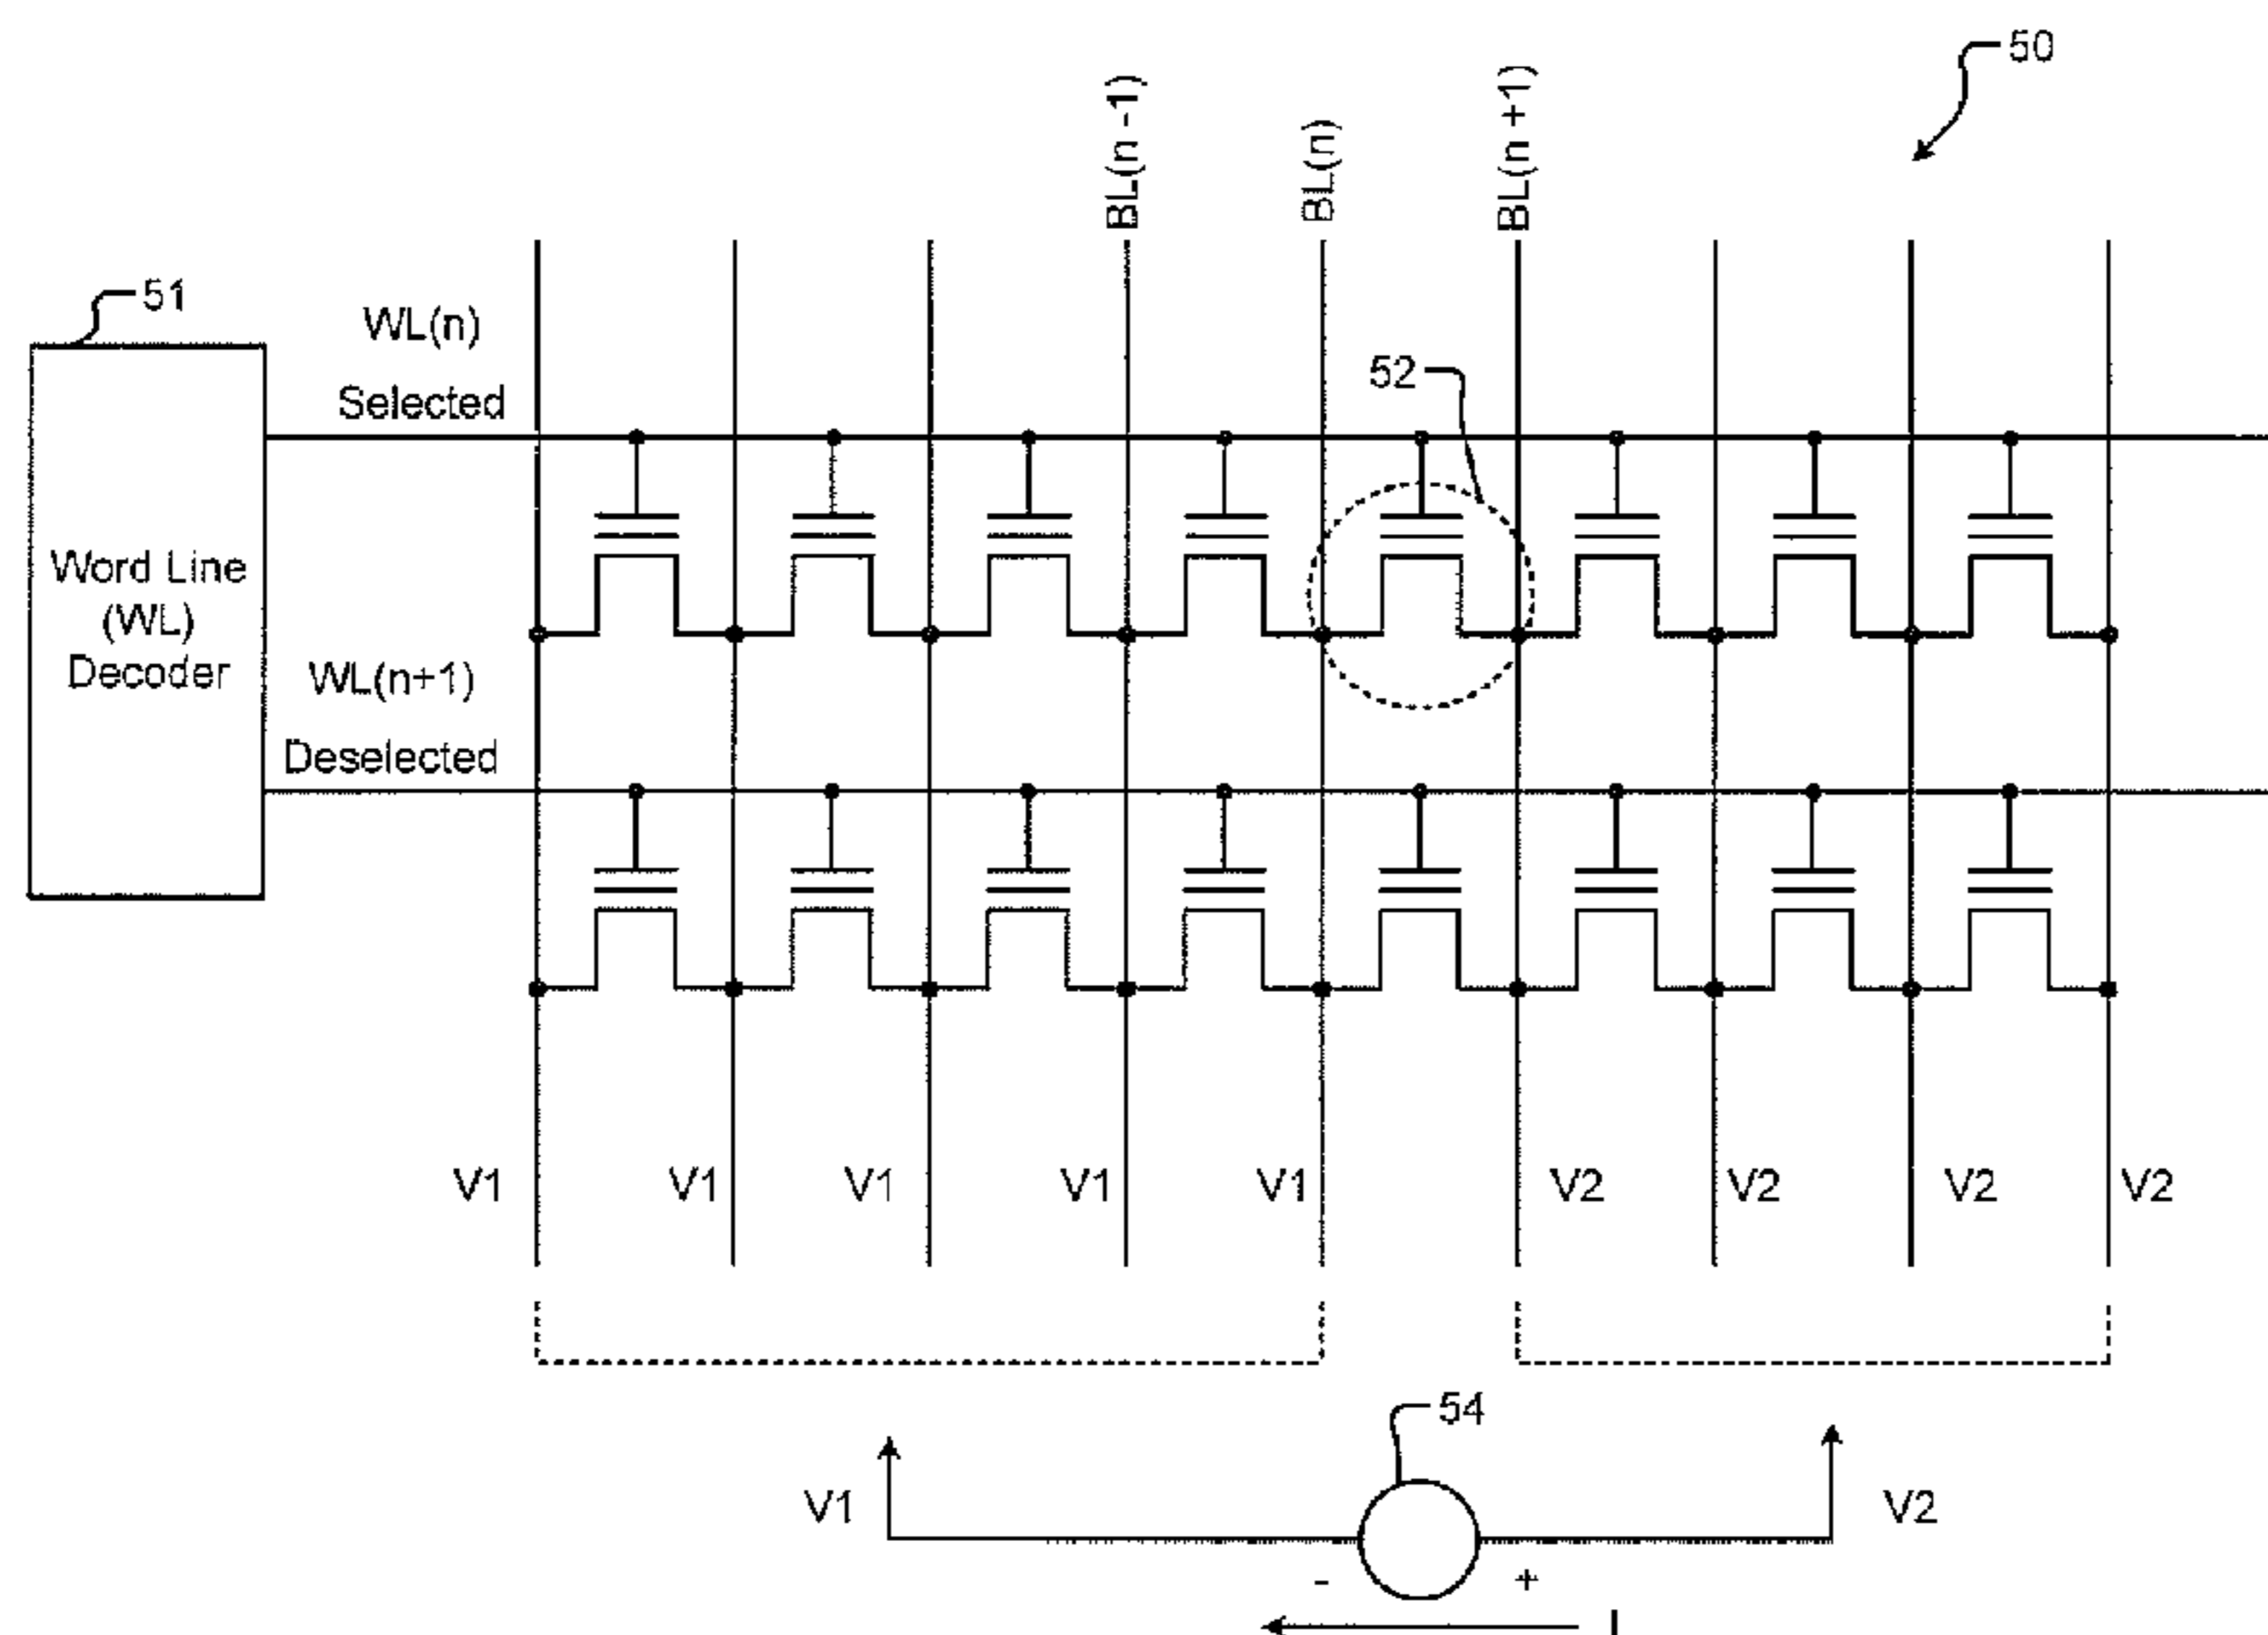 50
BL(n -1)
BL(n)
BL(n +1)
51
WL(n)
Selected
52
Word Line
(WL)
Decoder
WL(n+1)
Deselected
V1
V1
V1
V1
V1
V2
V2
V2
V2
54
V1
V2
-
+
I